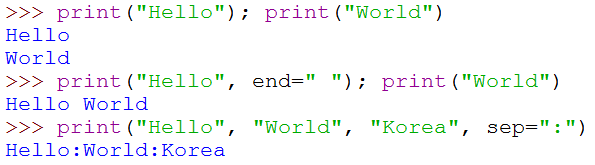 >>> print("Hello"); print("World")
Hello
World
>>> print("Hello", end=" "); print("World")
Hello World
>>> print("Hello", "World", "Korea", sep=":")
Hello:World:Korea